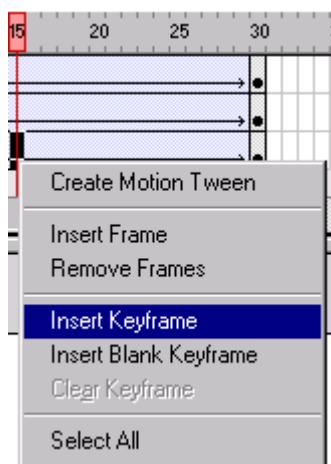 15 20 25 30
Create Motion Tween
Insert Frame
Remove Frames
Insert Keyframe
Insert Blank Keyframe
Clear Keyframe
Select All